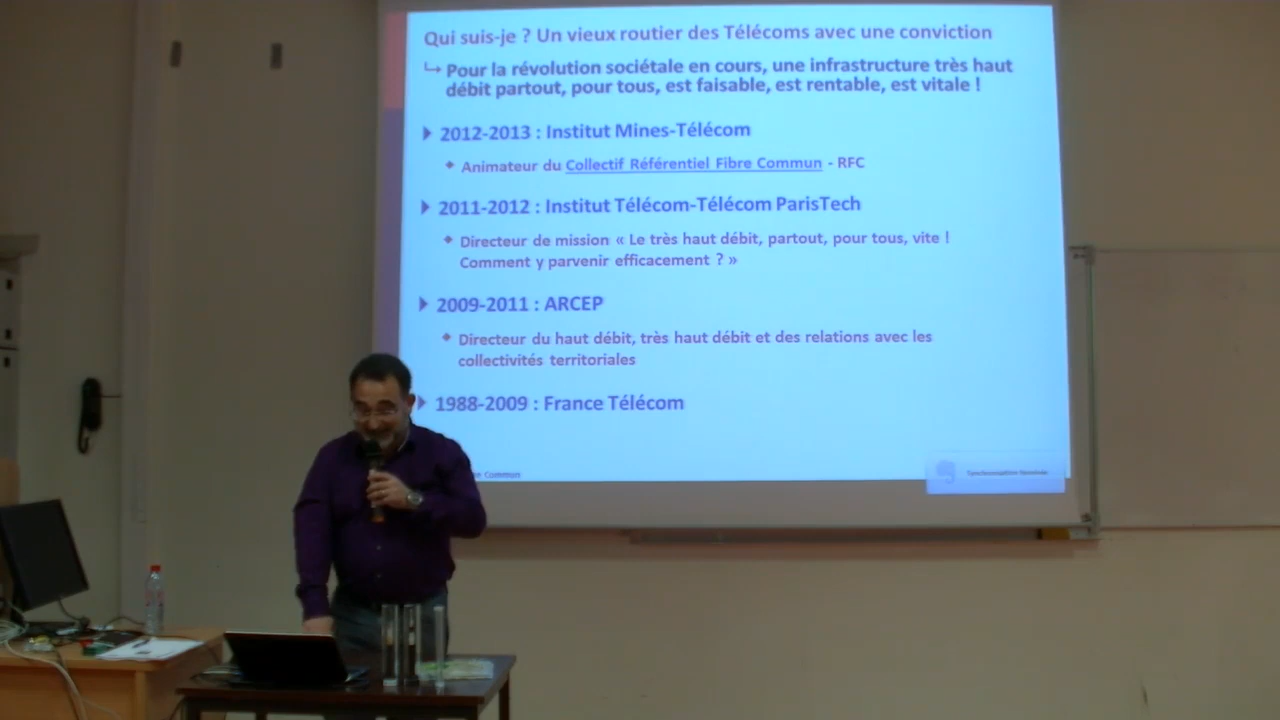 Qui suis-je ? Un vieux routier des Télécoms avec une conviction
Pour la révolution sociétale en cours, une infrastructure très haut
débit partout, pour tous, est faisable, est rentable, est vitale !
2012-2013 : Institut Mines-Télécom
Animateur du Collectif Référentiel Fibre Commun - RFC
2011-2012 : Institut Télécom-Télécom ParisTech
Directeur de mission « Le très haut débit, partout, pour tous, vite !
Comment y parvenir efficacement ? »
2009-2011 : ARCEP
Directeur du haut débit, très haut débit et des relations avec les
collectivités territoriales
1988-2009 : France Télécom
Commun